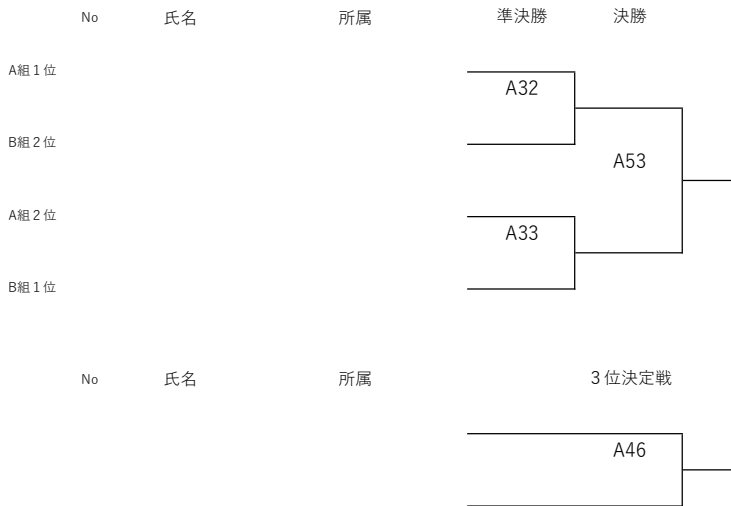 No 氏名 所属 準決勝 決勝
A組１位
A32
B組２位
A53
A組２位
A33
B組１位
No 氏名 所属 ３位決定戦
A46